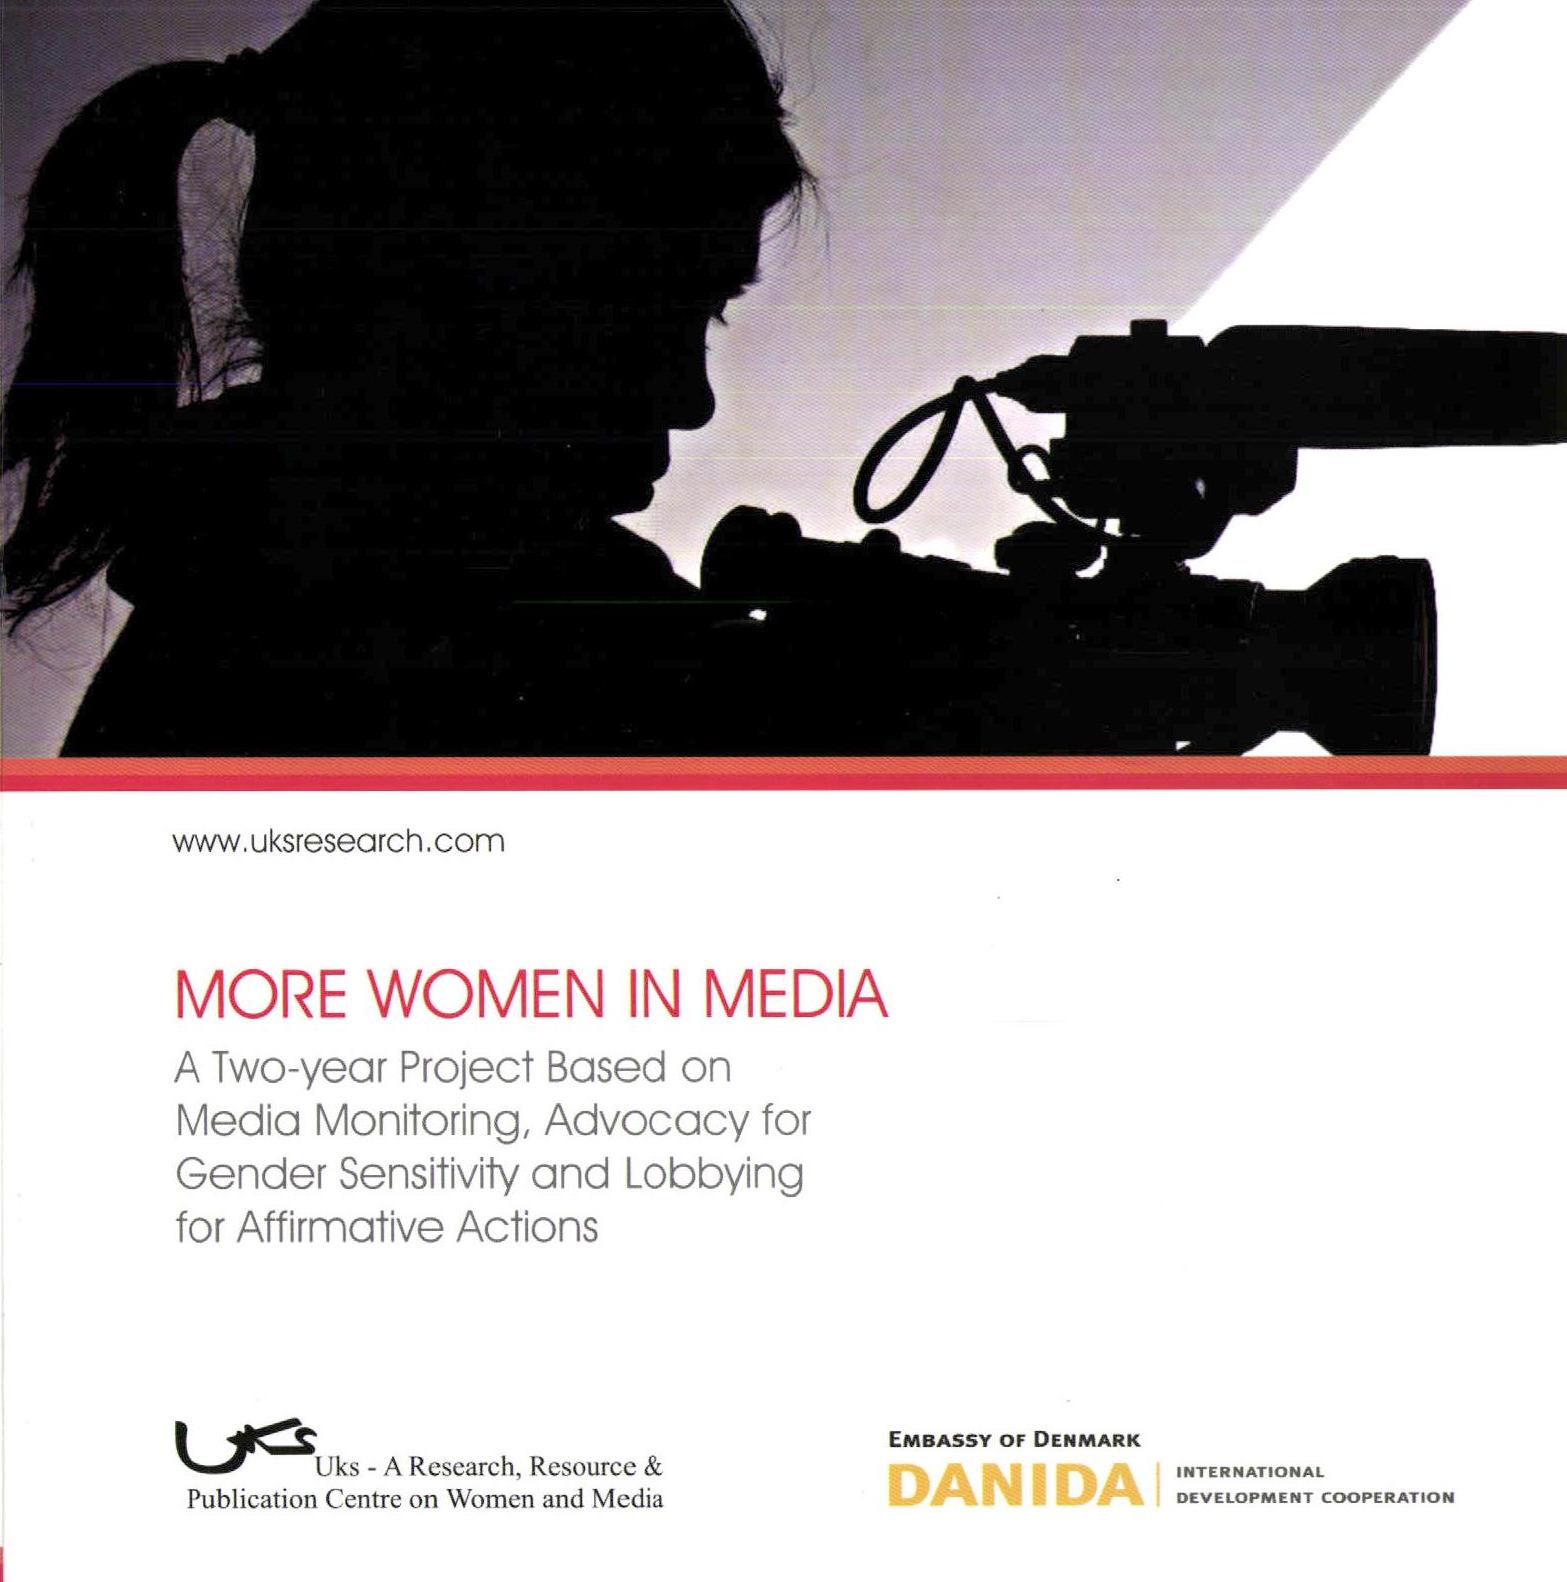 www.uksresearch.com
MORE WOMEN IN MEDIA
A Two-year Project Based on
Media Monitoring, Advocacy for
Gender Sensitivity and Lobbying
for Affirmative Actions
Uks
Uks - A Research, Resource &
Publication Centre on Women and Media
EMBASSY OF DENMARK
DANIDA
INTERNATIONAL
DEVELOPMENT COOPERATION